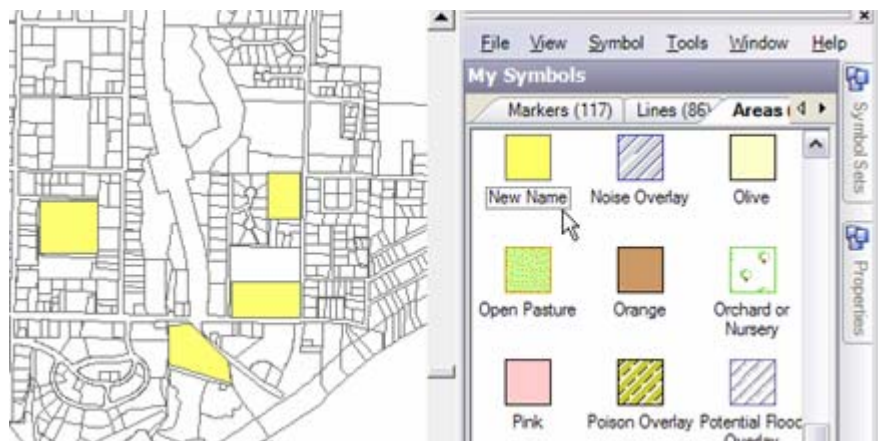 File View Symbol Tools Window Help
My Symbols
Markers (117) Lines (86) Areas (
New Name Noise Overlay Olive
Open Pasture Orange Orchard or
Nursery
Pink Poison Overlay Potential Flood
Overlay
Symbol Sets
Properties